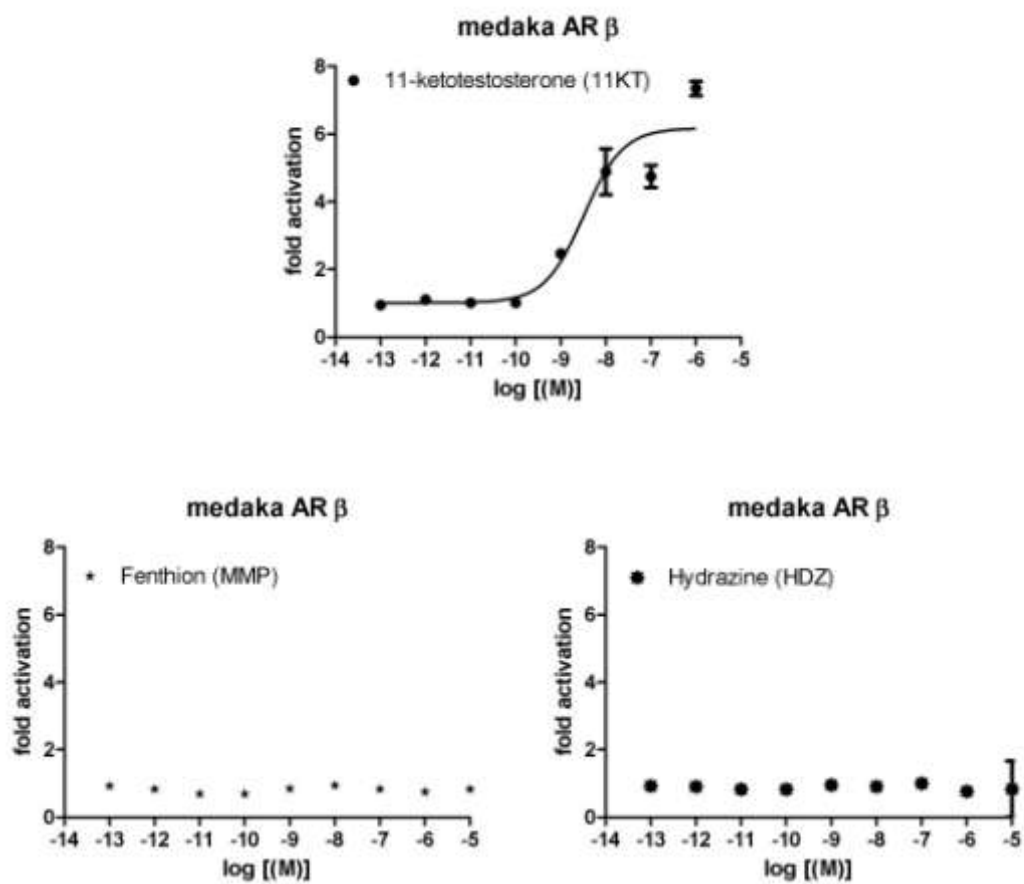 medaka AR β
11-ketotestosterone (11KT)
fold activation
8
6
4
2
0
-14 -13 -12 -11 -10 -9 -8 -7 -6 -5
log [(M)]
medaka AR β
Fenthion (MMP)
fold activation
8
6
4
2
0
-14 -13 -12 -11 -10 -9 -8 -7 -6 -5
log [(M)]
medaka AR β
Hydrazine (HDZ)
fold activation
8
6
4
2
0
-14 -13 -12 -11 -10 -9 -8 -7 -6 -5
log [(M)]